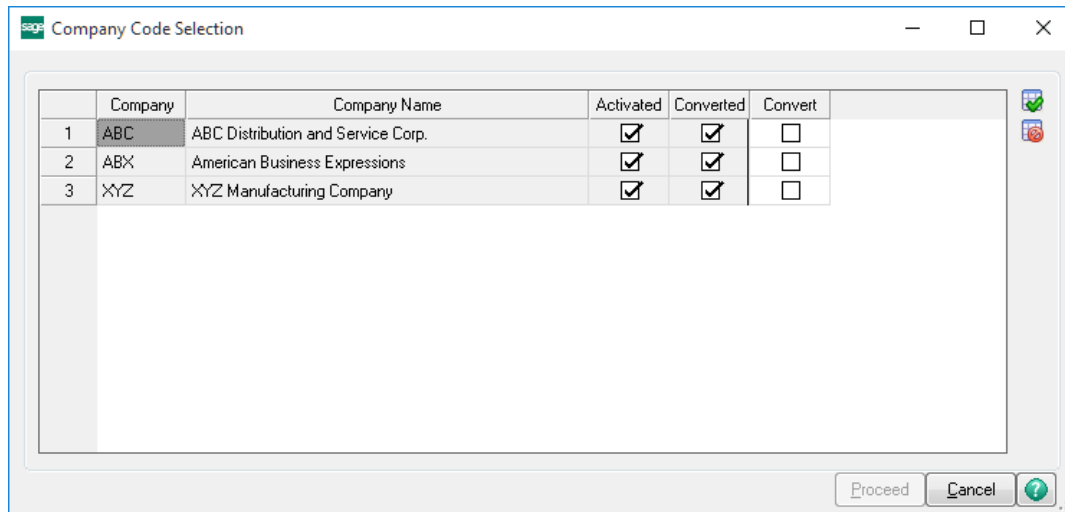 sage Company Code Selection
Company Company Name Activated Converted Convert
1 ABC ABC Distribution and Service Corp.
2 ABX American Business Expressions
3 XYZ XYZ Manufacturing Company
Proceed Cancel ?